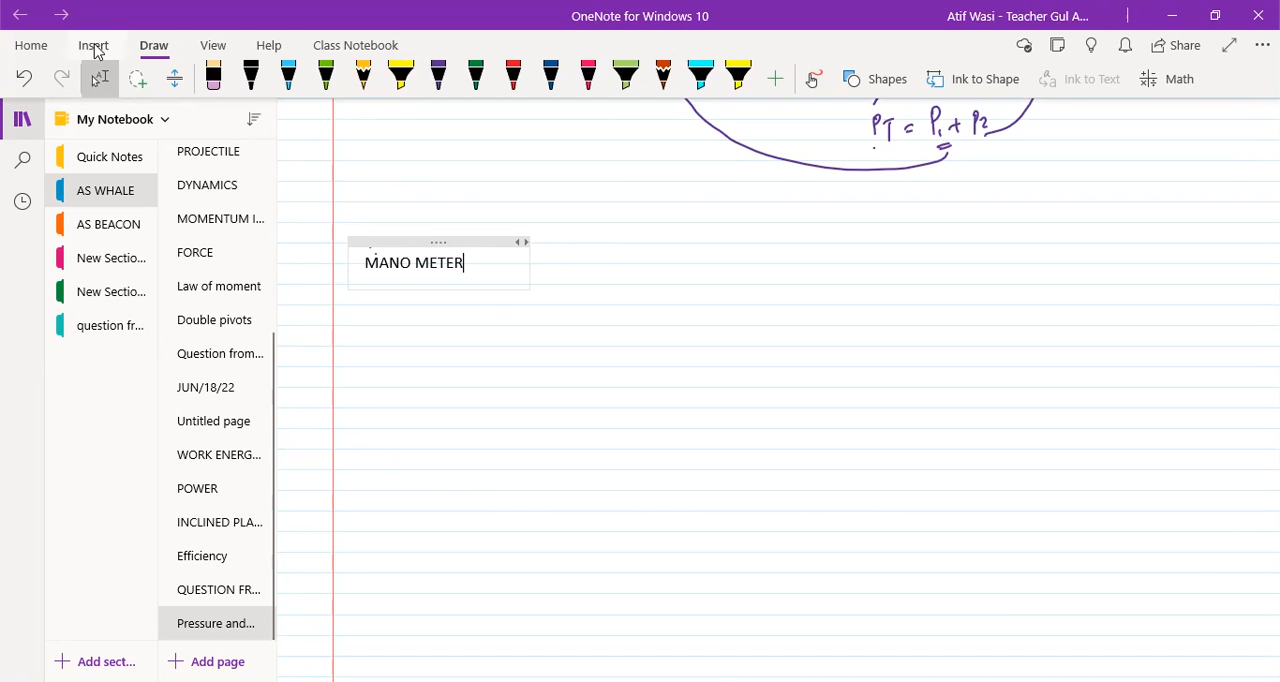 OneNote for Windows 10
Atif Wasi - Teacher Gul A...
Home Insert Draw View Help Class Notebook
Share
Shapes Ink to Shape Ink to Text Math
My Notebook
Quick Notes
AS WHALE
AS BEACON
New Sectio...
New Sectio...
question fr...
PROJECTILE
DYNAMICS
MOMENTUM I...
FORCE
Law of moment
Double pivots
Question from...
JUN/18/22
Untitled page
WORK ENERG...
POWER
INCLINED PLA...
Efficiency
QUESTION FR...
Pressure and...
Add sect...
Add page
PT = P1 + P2
MANO METER